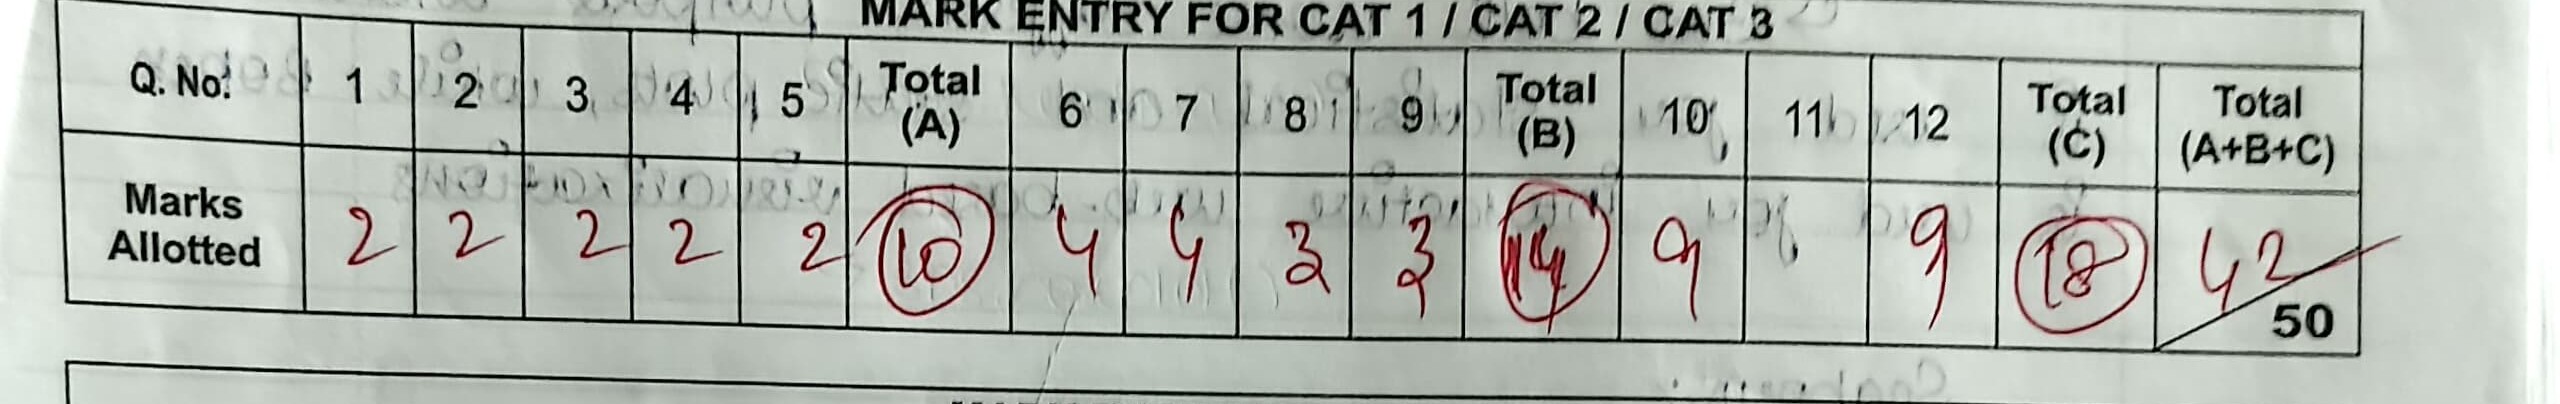 MARK ENTRY FOR CAT 1 / CAT 2 / CAT 3
Q. No. 1 2 3 4 5 Total (A) 6 7 8 9 Total (B) 10 11 12 Total (C) Total (A+B+C)
Marks Allotted 2 2 2 2 2 10 4 4 3 3 14 9 9 18 42/50